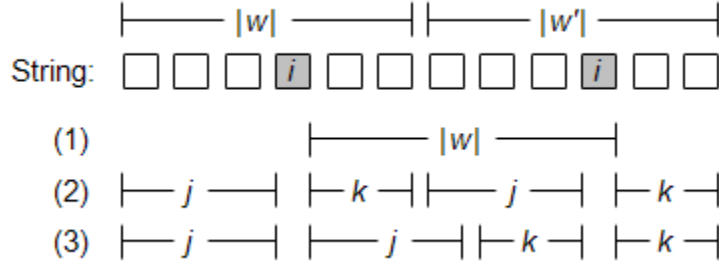 |w| |w'|
String: i i
(1) |w|
(2) j k j k
(3) j j k k